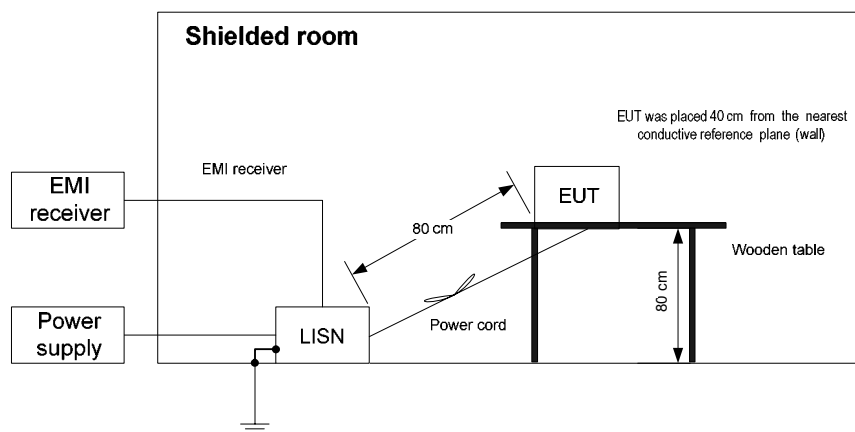 Shielded room
EUT was placed 40 cm from the nearest
conductive reference plane (wall)
EMI receiver
EMI
receiver
EUT
80 cm
Wooden table
80 cm
Power cord
LISN
Power
supply